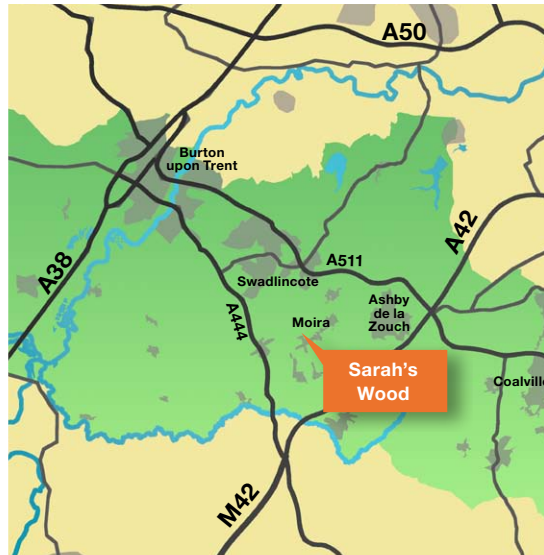 A50
Burton
upon Trent
A42
A38
A511
Swadlincote
A444
Ashby
de la
Zouch
Moira
Sarah's
Wood
Coalville
M42